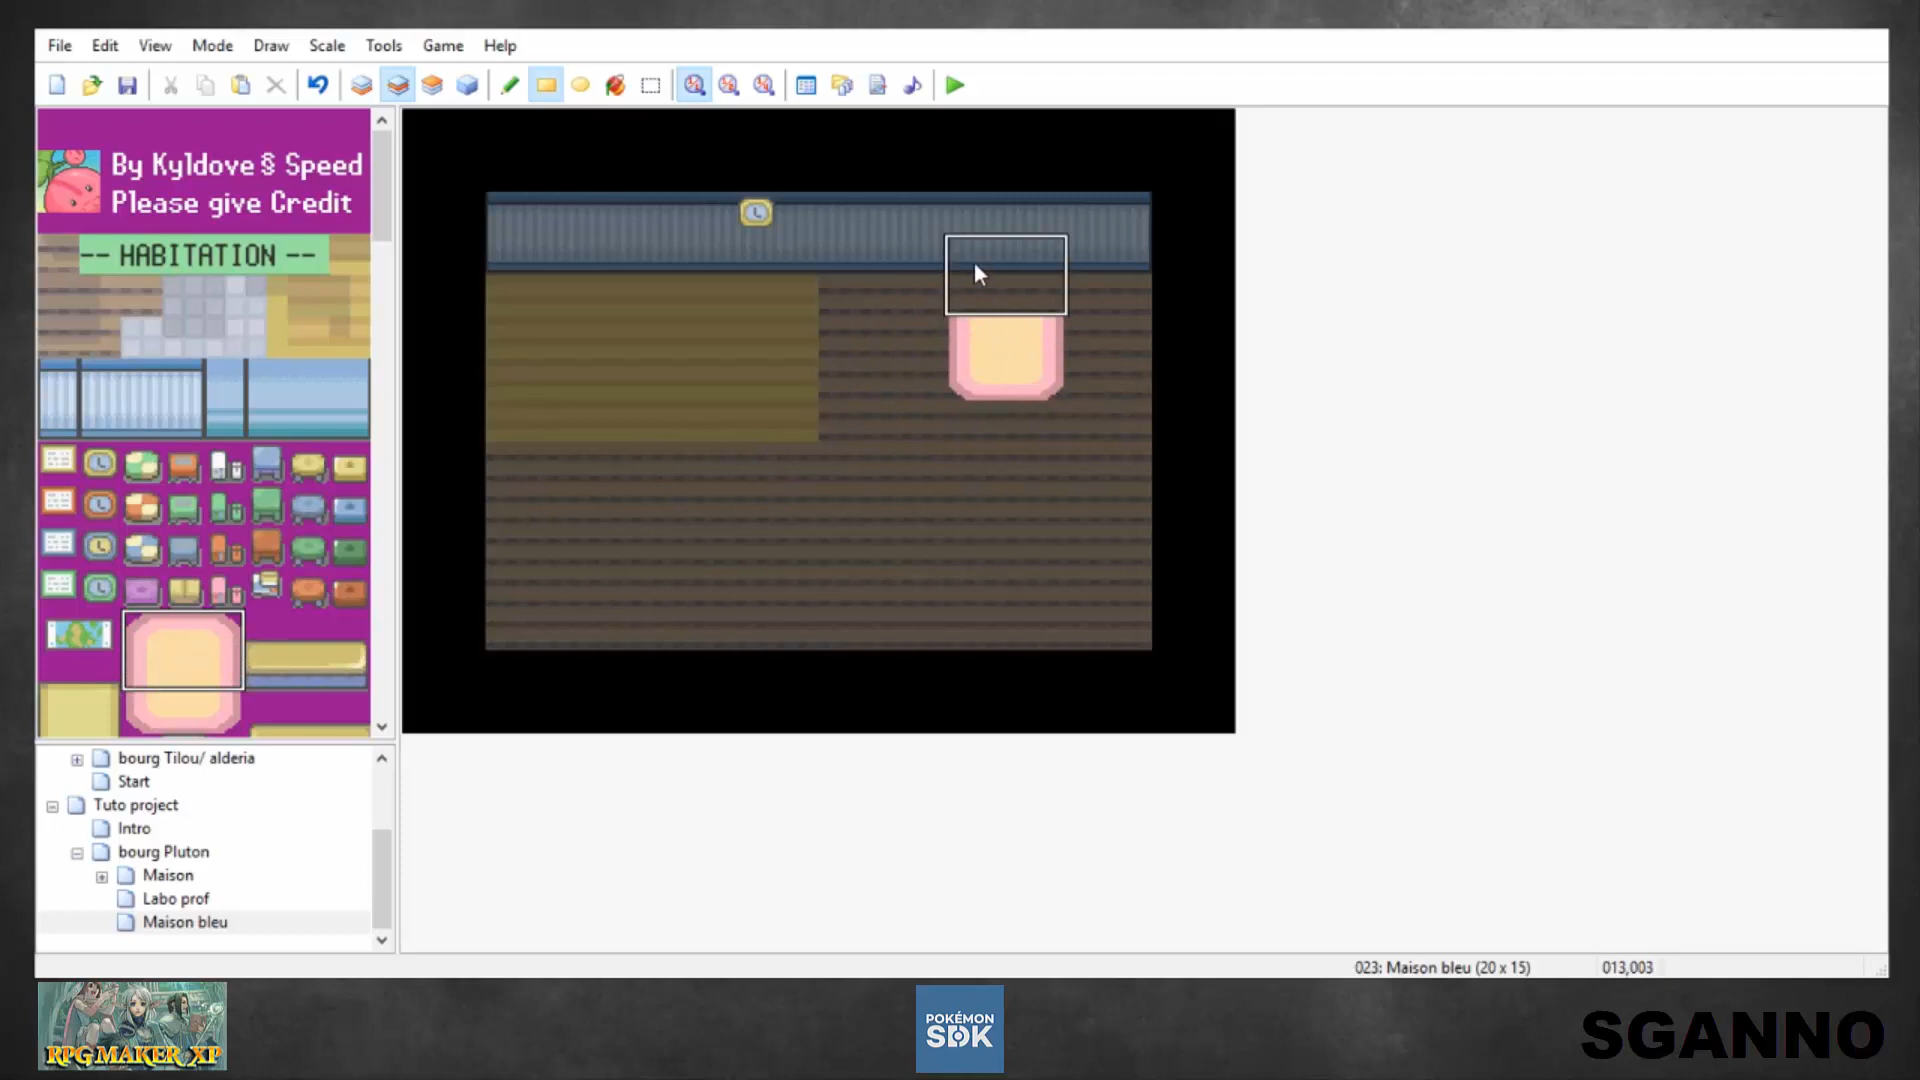 File Edit View Mode Draw Scale Tools Game Help
By Kyldove & Speed
Please give Credit
-- HABITATION --
bourg Tilou/ alderia
Start
Tuto project
Intro
bourg Pluton
Maison
Labo prof
Maison bleu
023: Maison bleu (20 x 15) 013,003
RPG MAKER XP
POKÉMON
SDK
SGANNO